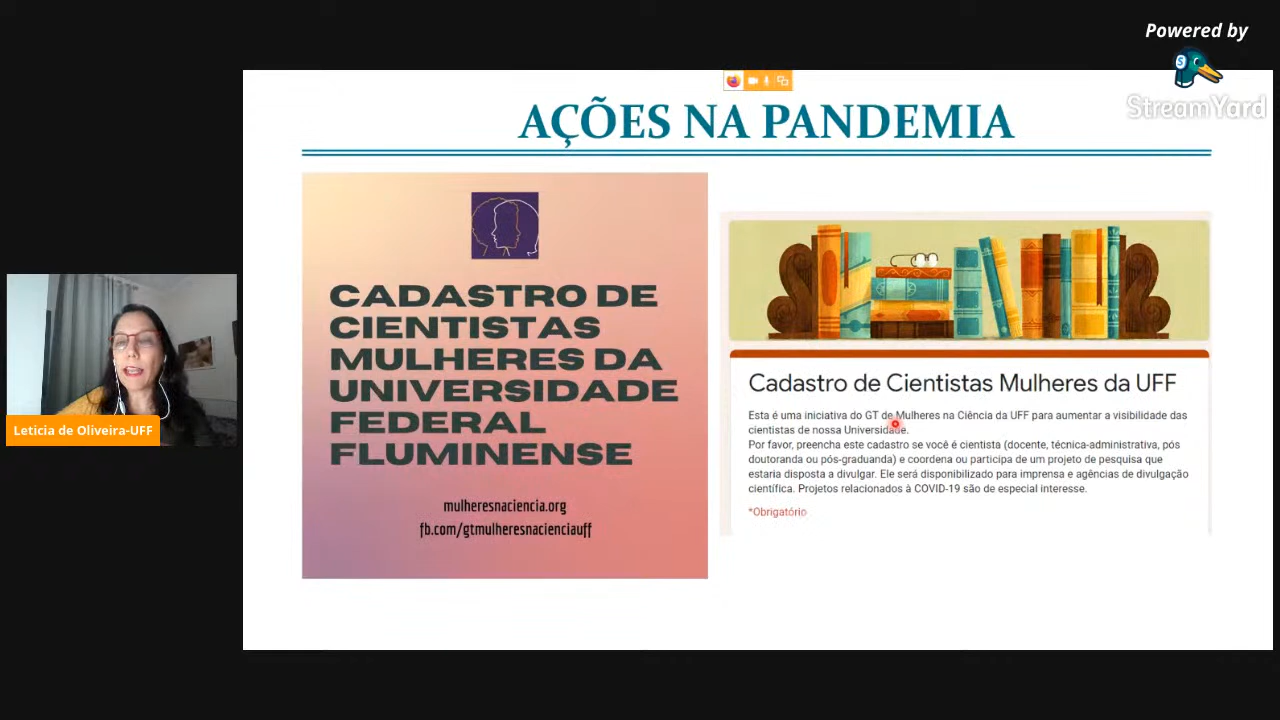 Powered by
StreamYard
AÇÕES NA PANDEMIA
CADASTRO DE
CIENTISTAS
MULHERES DA
UNIVERSIDADE
FEDERAL
FLUMINENSE
mulheresnaciencia.org
fb.com/gtmulheresnacienciauff
Cadastro de Cientistas Mulheres da UFF
Esta é uma iniciativa do GT de Mulheres na Ciência da UFF para aumentar a visibilidade das
cientistas de nossa Universidade.
Por favor, preencha este cadastro se você é cientista (docente, técnica-administrativa, pós
doutoranda ou pós-graduanda) e coordena ou participa de um projeto de pesquisa que
estaria disposta a divulgar. Ele será disponibilizado para imprensa e agências de divulgação
científica. Projetos relacionados à COVID-19 são de especial interesse.
*Obrigatório
Leticia de Oliveira-UFF